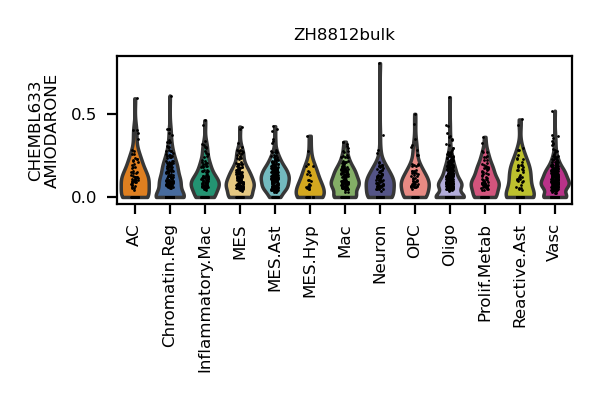 ZH8812bulk
CHEMBL633
AMIODARONE
0.5
0.0
AC
Chromatin.Reg
Inflammatory.Mac
MES
MES.Ast
MES.Hyp
Mac
Neuron
OPC
Oligo
Prolif.Metab
Reactive.Ast
Vasc